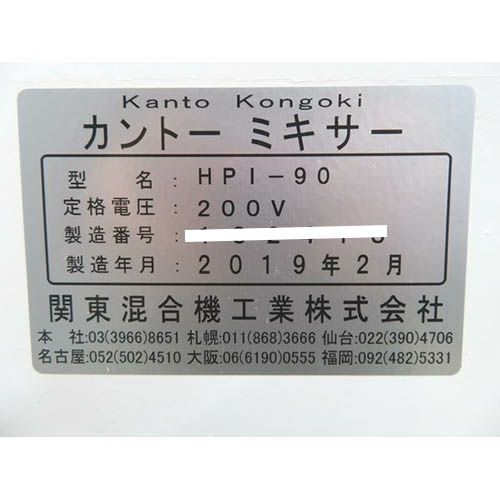 Kanto Kongoki
カントー ミキサー
型名: HPI-90
定格電圧: 200V
製造番号:
製造年月: 2019年2月
関東混合機工業株式会社
本社:03(3966)8651 札幌:011(868)3666 仙台:022(390)4706
名古屋:052(502)4510 大阪:06(6190)0555 福岡:092(482)5331